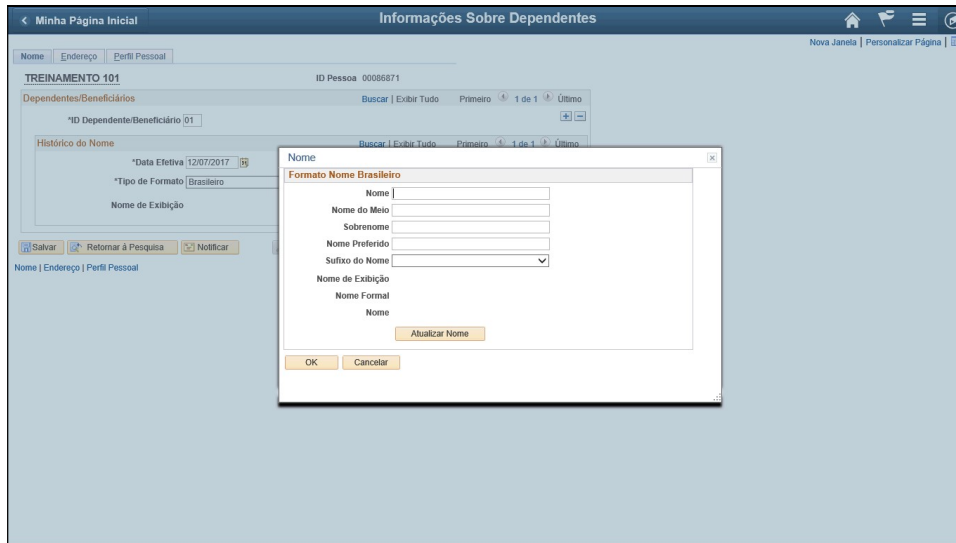 Minha Página Inicial
Informações Sobre Dependentes
Nova Janela | Personalizar Página |
Nome Endereço Perfil Pessoal
TREINAMENTO 101 ID Pessoa 00086871
Dependentes/Beneficiários Buscar | Exibir Tudo Primeiro 1 de 1 Último
*ID Dependente/Beneficiário 01
Histórico do Nome Buscar | Exibir Tudo Primeiro 1 de 1 Último
*Data Efetiva 12/07/2017
*Tipo de Formato Brasileiro
Nome de Exibição
Salvar Retornar à Pesquisa Notificar
Nome | Endereço | Perfil Pessoal
Nome
Formato Nome Brasileiro
Nome
Nome do Meio
Sobrenome
Nome Preferido
Sufixo do Nome
Nome de Exibição
Nome Formal
Nome
Atualizar Nome
OK Cancelar